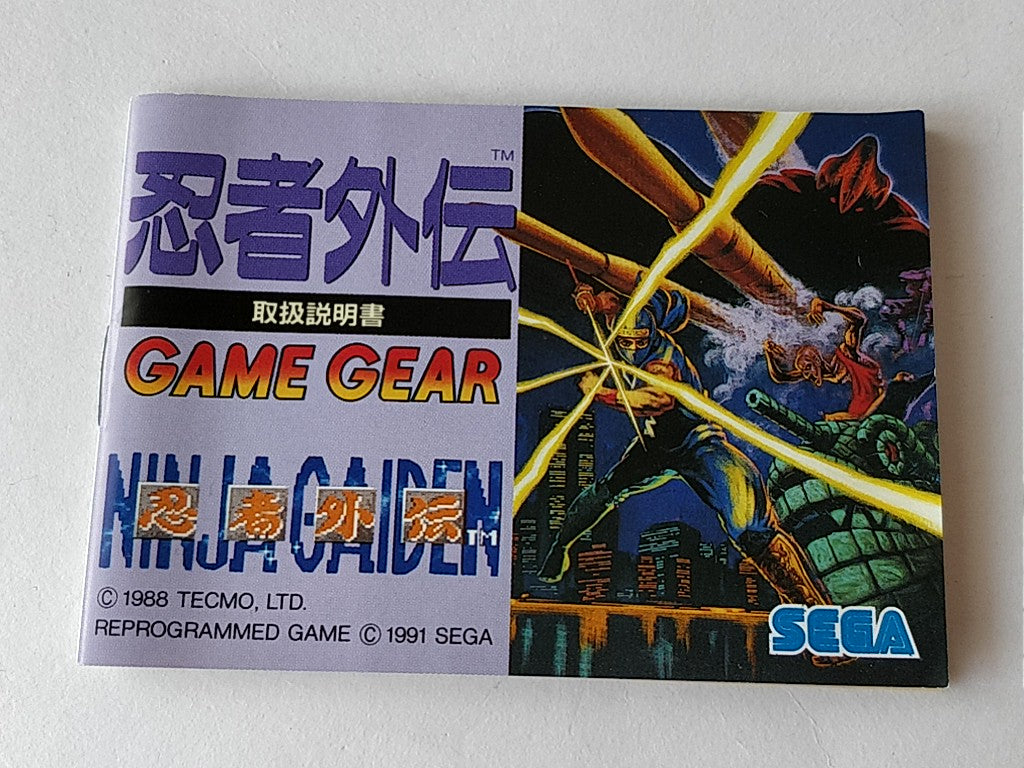 忍者外伝™
取扱説明書
GAME GEAR
NINJA GAIDEN
忍者外伝™
© 1988 TECMO, LTD.
REPROGRAMMED GAME © 1991 SEGA
SEGA